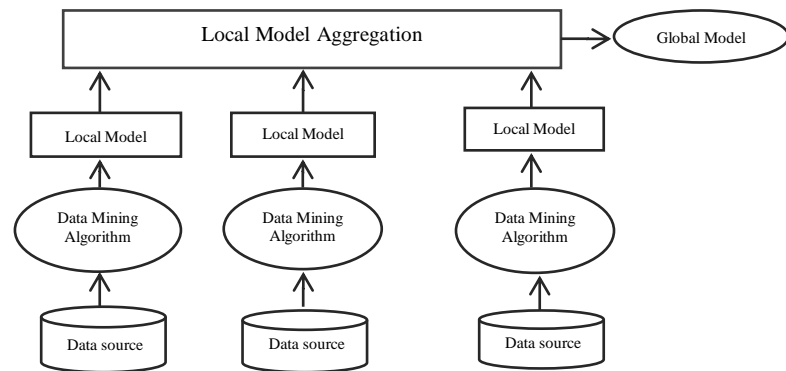 Local Model Aggregation
Global Model
Local Model
Local Model
Local Model
Data Mining
Algorithm
Data Mining
Algorithm
Data Mining
Algorithm
Data source
Data source
Data source